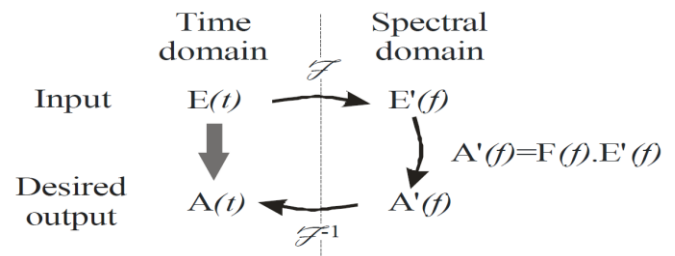 Time domain
Spectral domain
ℱ
Input
E(t)
E'(f)
A'(f)=F(f).E'(f)
Desired output
A(t)
A'(f)
ℱ-1